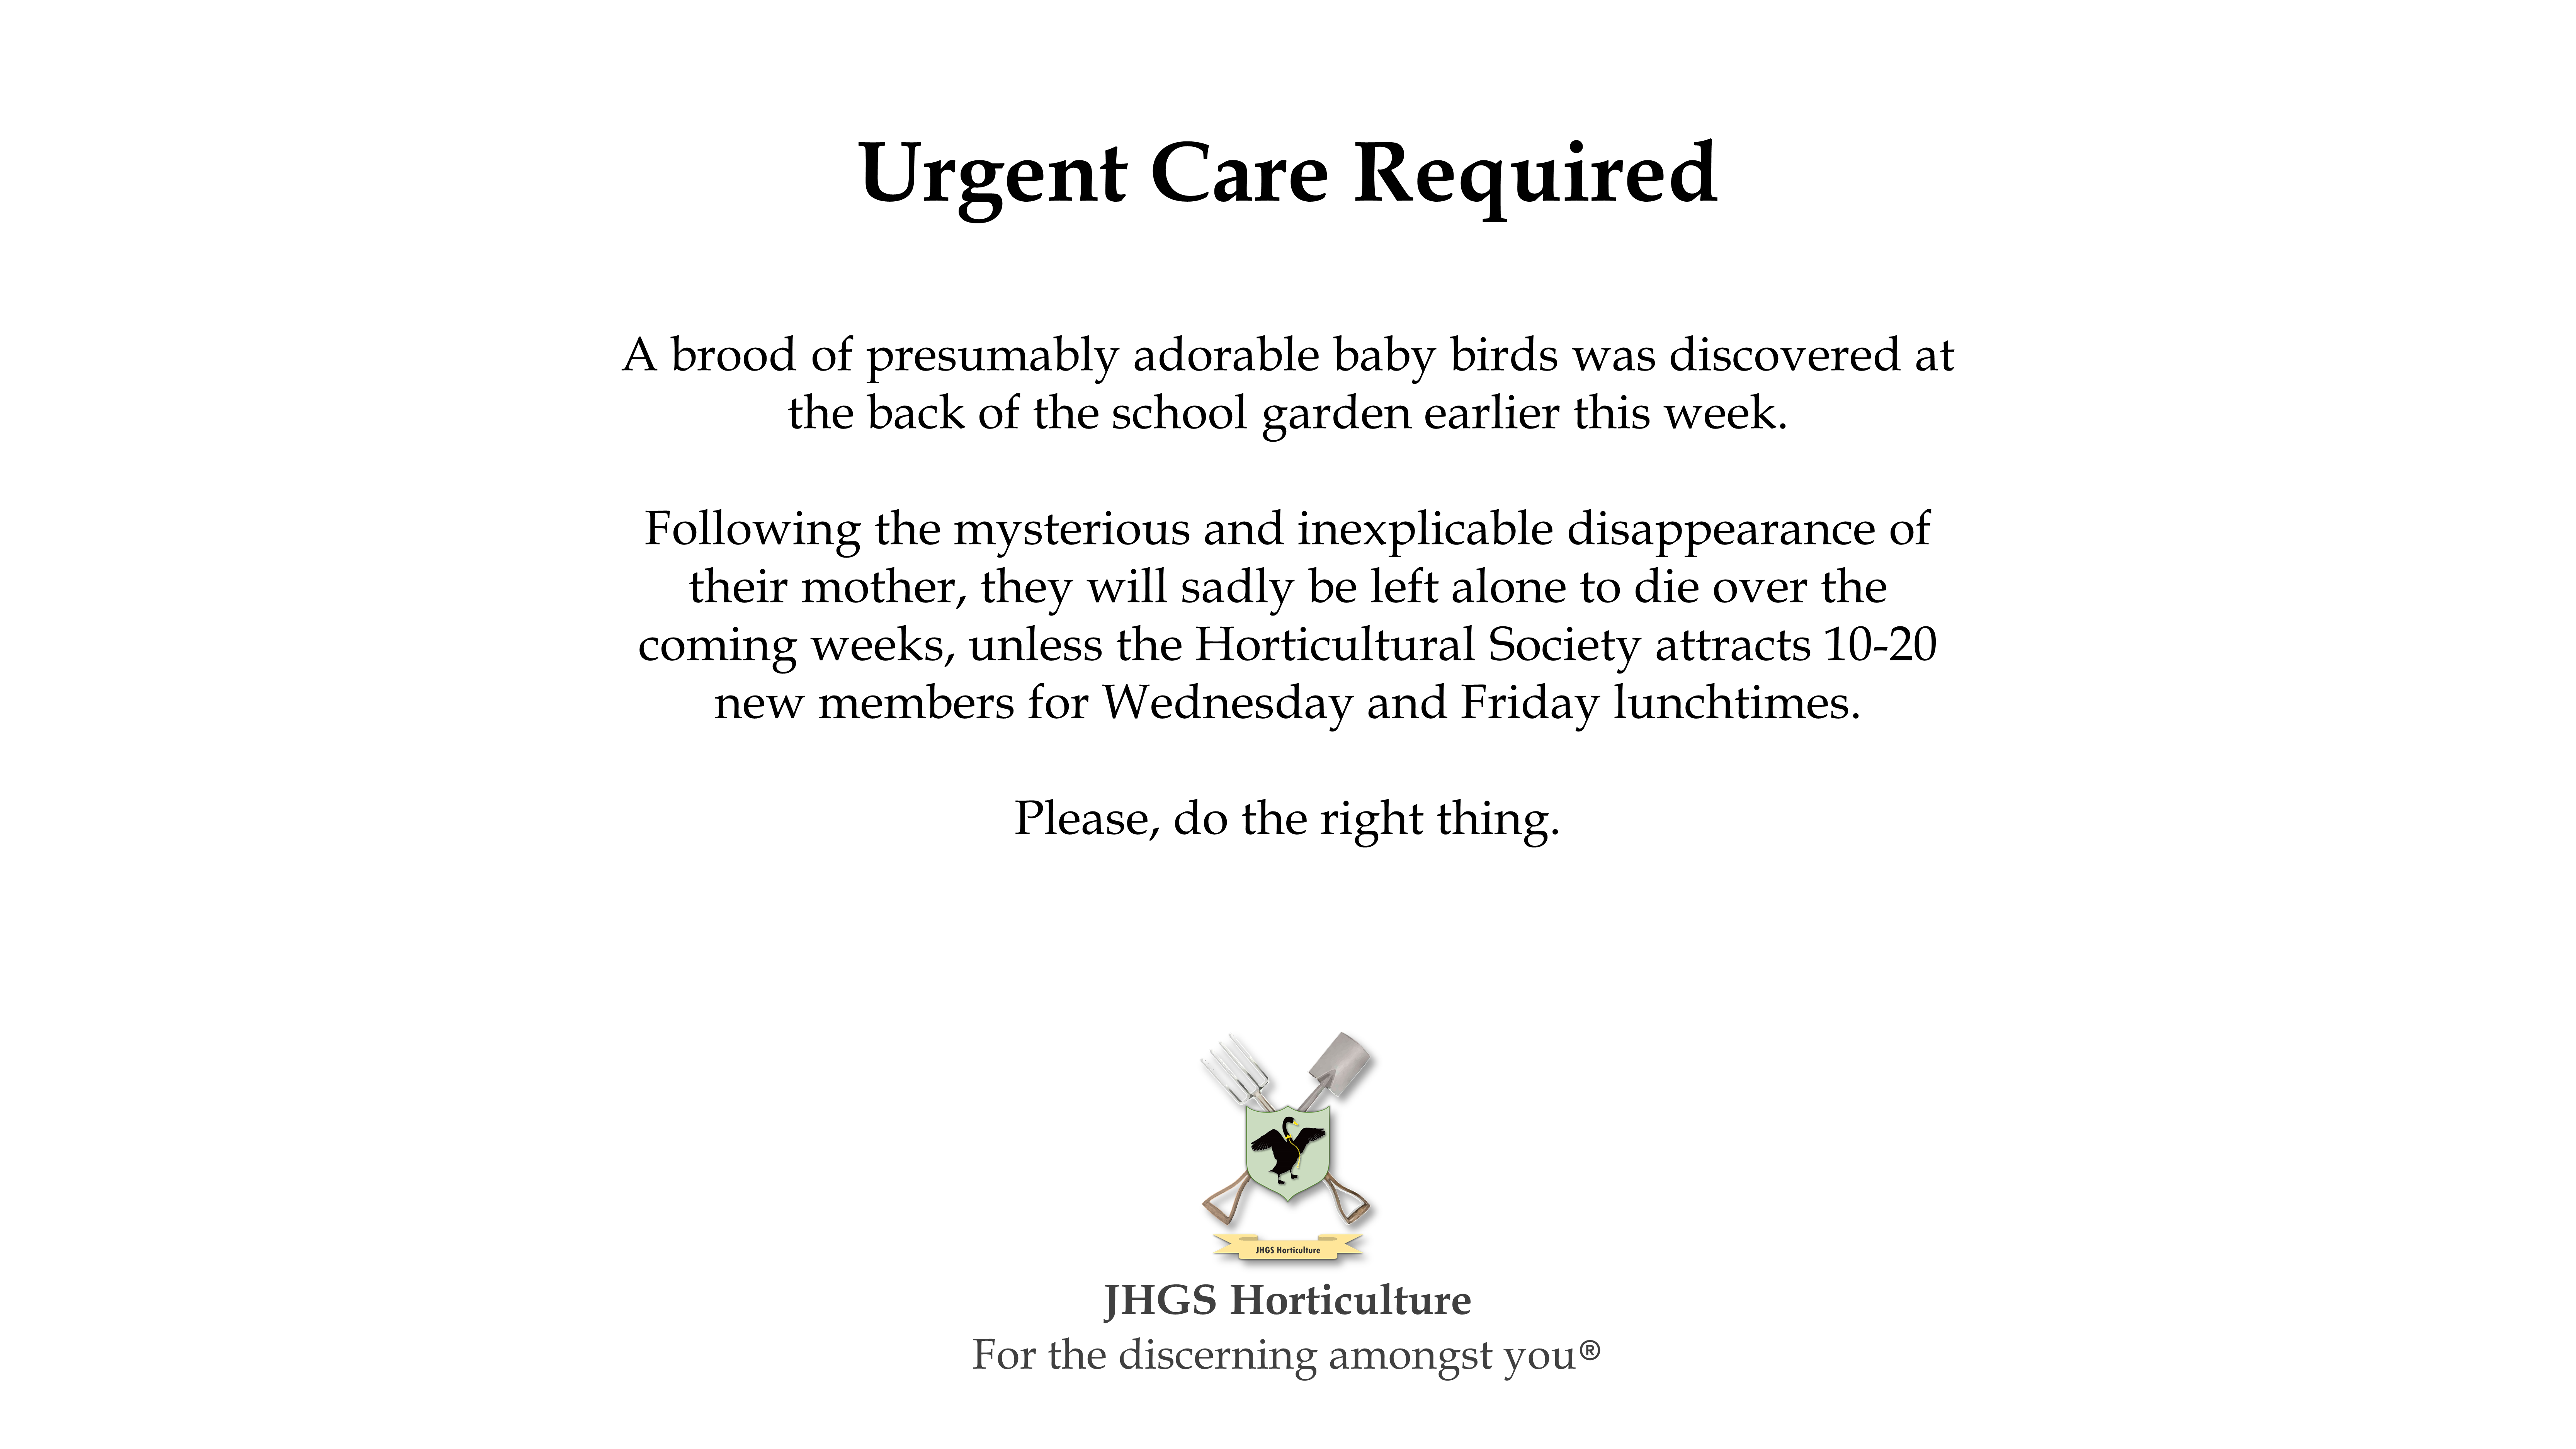 Urgent Care Required
A brood of presumably adorable baby birds was discovered at
the back of the school garden earlier this week.
Following the mysterious and inexplicable disappearance of
their mother, they will sadly be left alone to die over the
coming weeks, unless the Horticultural Society attracts 10-20
new members for Wednesday and Friday lunchtimes.
Please, do the right thing.
JHGS Horticulture
JHGS Horticulture
For the discerning amongst you®